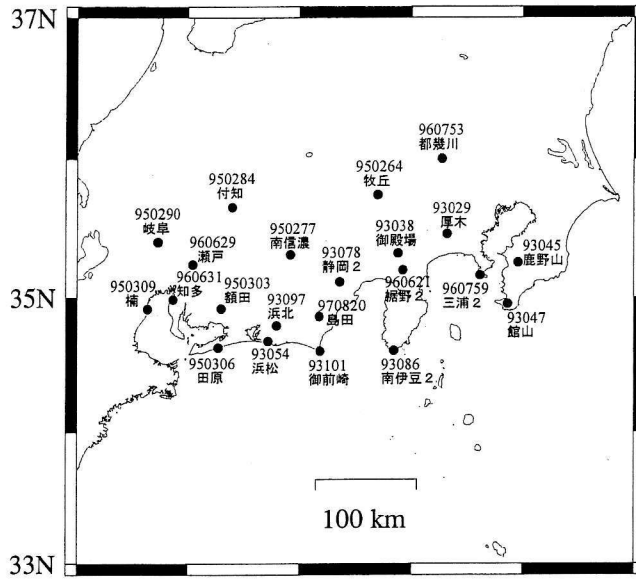 37N
960753
都幾川
950284
付知
950264
牧丘
950290
岐阜
960629
瀬戸
950277
南信濃
93078
静岡2
93038
御殿場
93029
厚木
93045
鹿野山
950309
楠
960631
知多
950303
額田
93097
浜北
970820
島田
960621
裾野2
960759
三浦2
35N
93047
館山
950306
田原
93054
浜松
93101
御前崎
93086
南伊豆2
100 km
33N